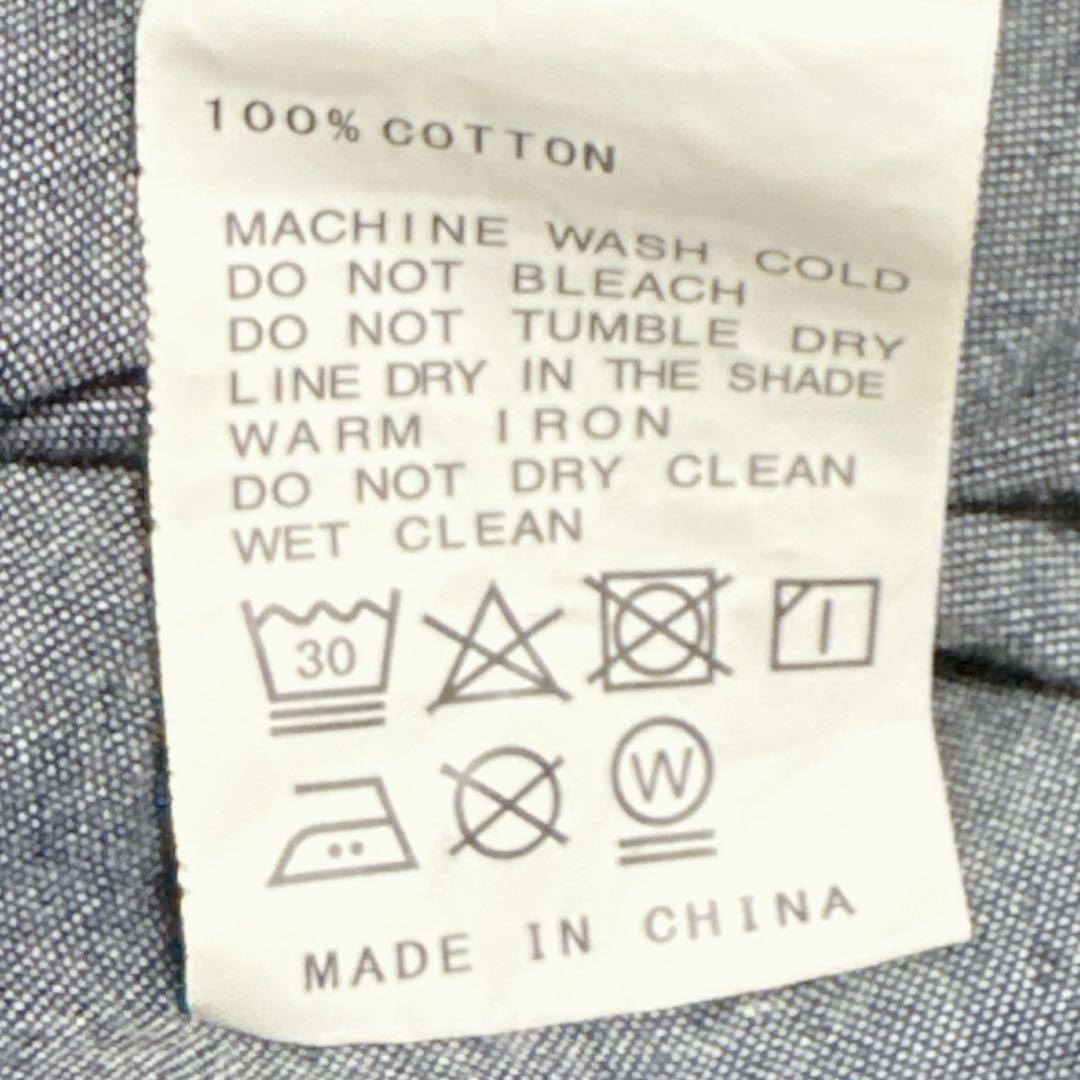 100% COTTON
MACHINE WASH COLD
DO NOT BLEACH
DO NOT TUMBLE DRY
LINE DRY IN THE SHADE
WARM IRON
DO NOT DRY CLEAN
WET CLEAN
30
W
MADE IN CHINA